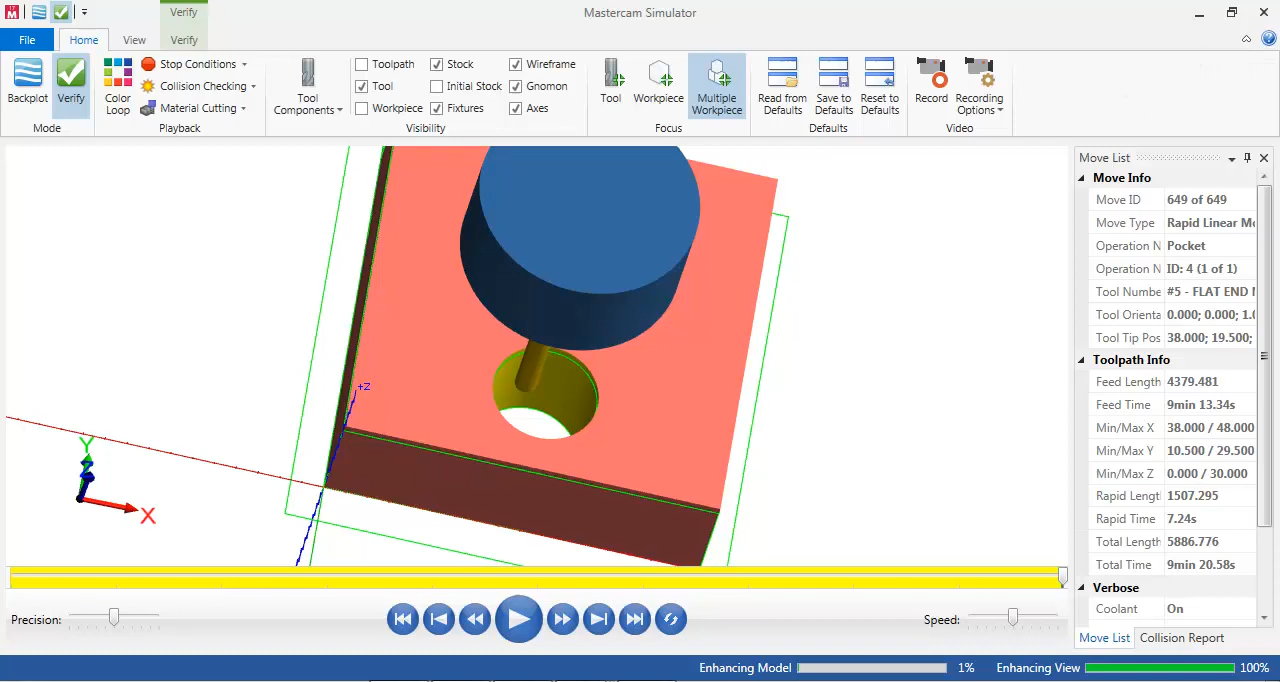 Verify
Mastercam Simulator
File
Home
View
Verify
Backplot
Verify
Mode
Color Loop
Stop Conditions
Collision Checking
Material Cutting
Playback
Tool Components
Toolpath
Stock
Wireframe
Tool
Initial Stock
Gnomon
Workpiece
Fixtures
Axes
Visibility
Tool
Workpiece
Multiple Workpiece
Focus
Read from Defaults
Save to Defaults
Reset to Defaults
Defaults
Record
Recording Options
Video
+Z
Y
X
Move List
Move Info
Move ID 649 of 649
Move Type Rapid Linear M
Operation N Pocket
Operation N ID: 4 (1 of 1)
Tool Numbe #5 - FLAT END
Tool Orienta 0.000; 0.000; 1.0
Tool Tip Pos 38.000; 19.500;
Toolpath Info
Feed Length 4379.481
Feed Time 9min 13.34s
Min/Max X 38.000 / 48.000
Min/Max Y 10.500 / 29.500
Min/Max Z 0.000 / 30.000
Rapid Lengt 1507.295
Rapid Time 7.24s
Total Length 5886.776
Total Time 9min 20.58s
Verbose
Coolant On
Move List
Collision Report
Precision:
Speed:
Enhancing Model 1% Enhancing View 100%